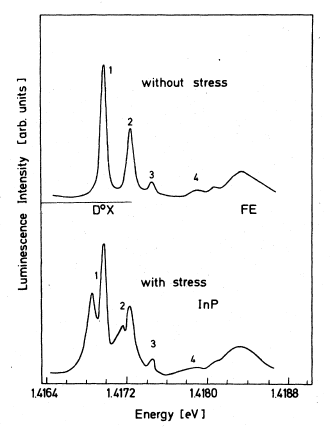 Luminescence Intensity [arb. units]
1
without stress
2
3
4
D°X
FE
1
with stress
InP
2
3
4
1.4164
1.4172
1.4180
1.4188
Energy [eV]